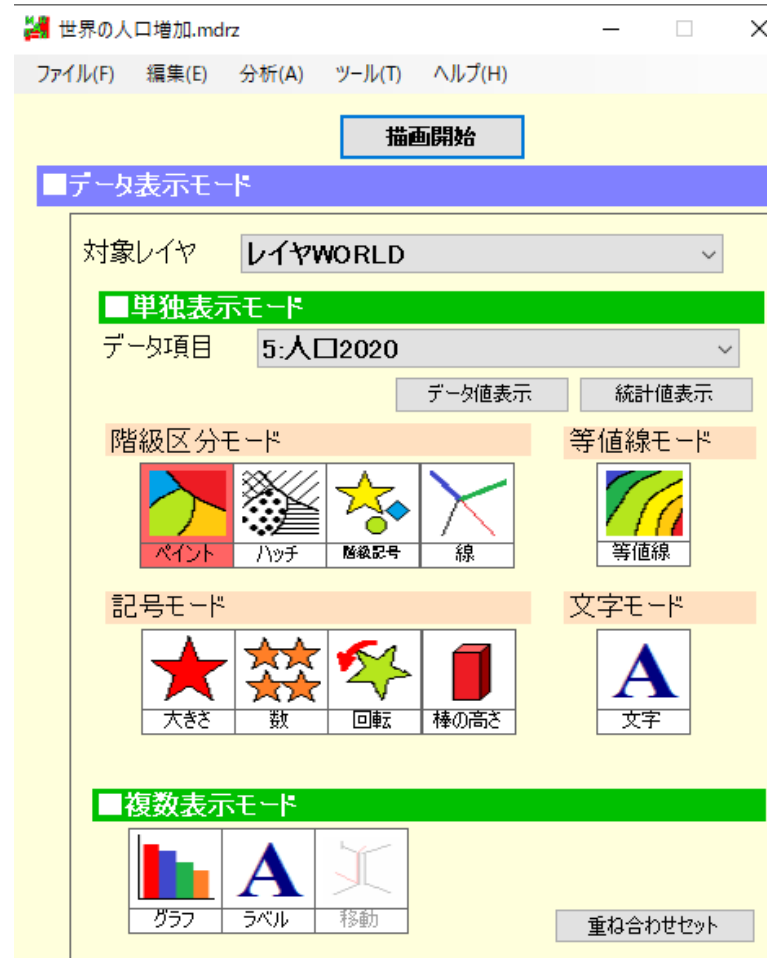 世界の人口増加.mdrz
ファイル(F) 編集(E) 分析(A) ツール(T) ヘルプ(H)
描画開始
■データ表示モード
対象レイヤ レイヤWORLD
■単独表示モード
データ項目 5:人口2020
データ値表示 統計値表示
階級区分モード 等値線モード
ペイント ハッチ 階級記号 線 等値線
記号モード 文字モード
大きさ 数 回転 棒の高さ 文字
■複数表示モード
グラフ ラベル 移動
重ね合わせセット